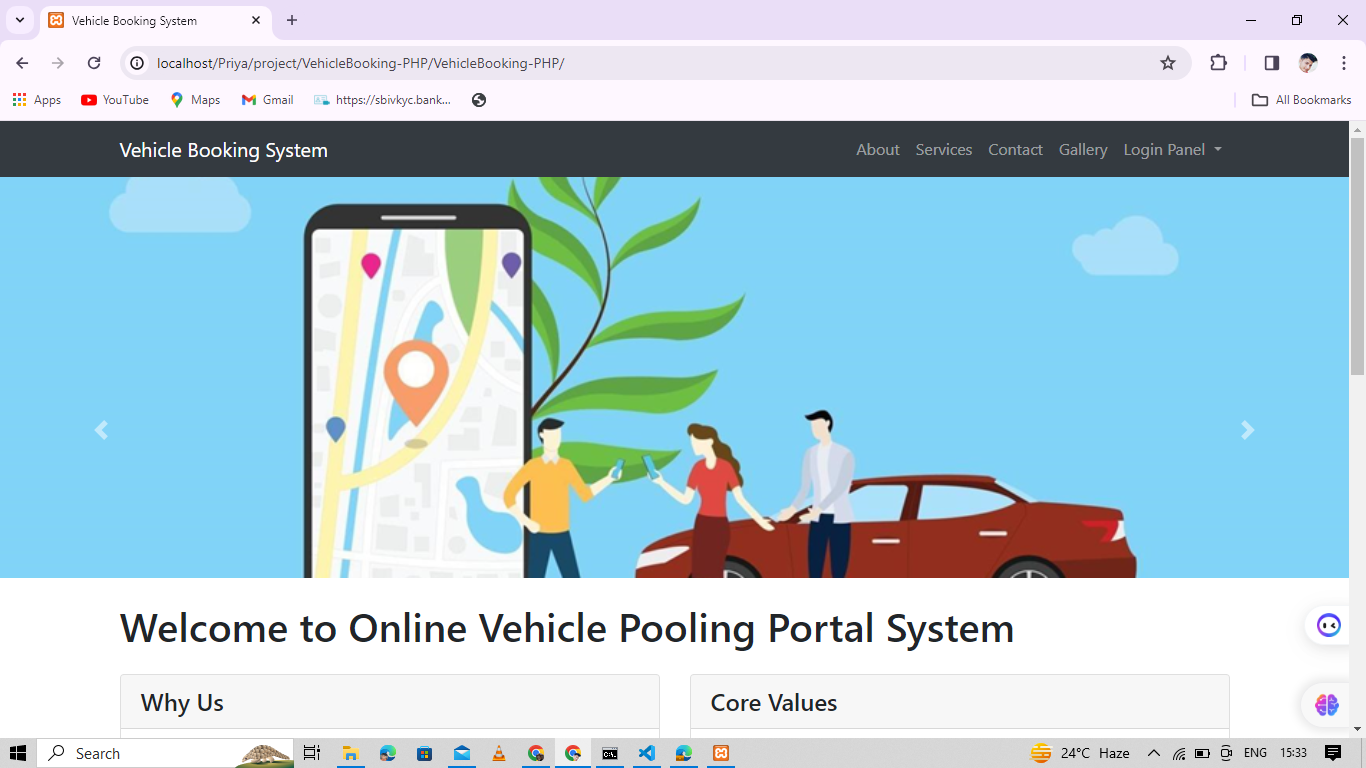 Vehicle Booking System
localhost/Priya/project/VehicleBooking-PHP/VehicleBooking-PHP/
Apps YouTube Maps Gmail https://sbivkyc.bank... All Bookmarks
Vehicle Booking System About Services Contact Gallery Login Panel
Welcome to Online Vehicle Pooling Portal System
Why Us Core Values
Search 24°C Haze ENG 15:33